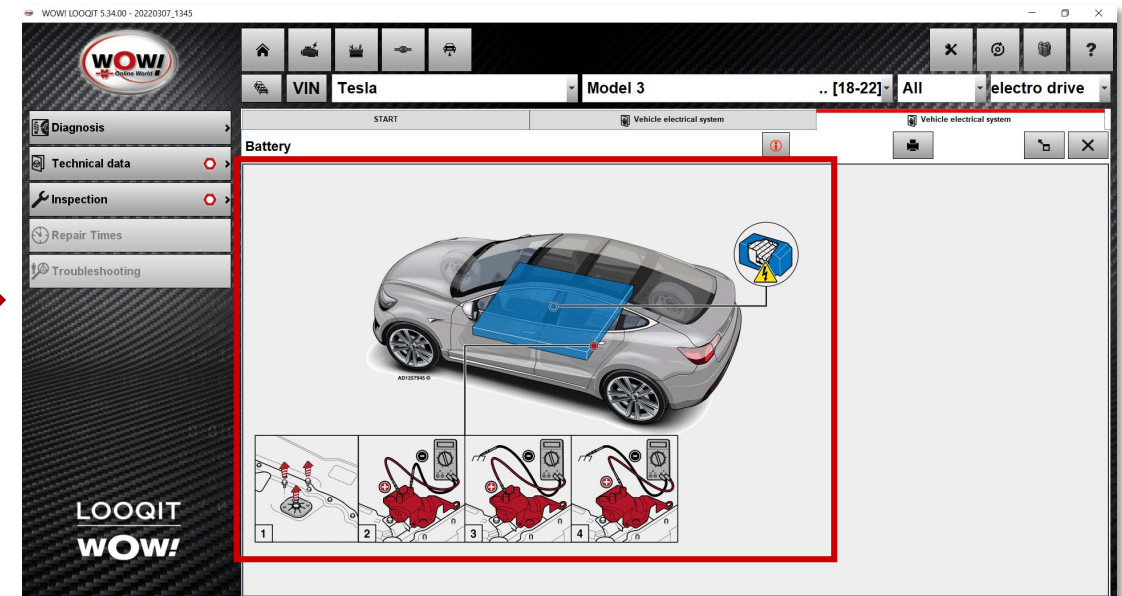 WOW! LOOQIT 5.34.00 - 20220307_1345
WOW!
Online World
?
VIN
Tesla
Model 3
.. [18-22]
All
electro drive
START
Vehicle electrical system
Vehicle electrical system
Battery
Diagnosis
Technical data
Inspection
Repair Times
Troubleshooting
AD1257945 ©
1
2
3
4
LOOQIT
WOW!